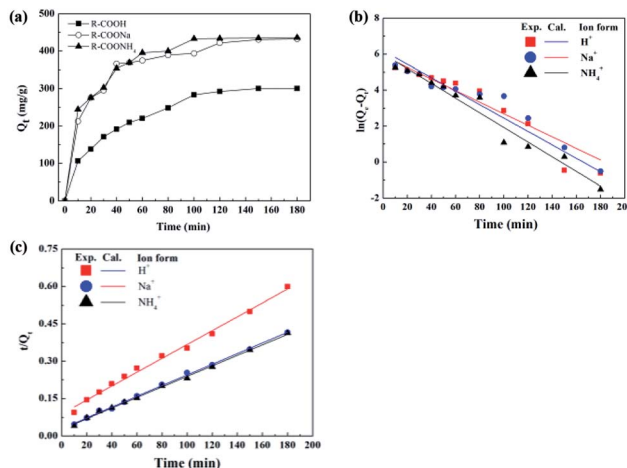 (a)
R-COOH
R-COONa
R-COONH4
Qt (mg/g)
500
400
300
200
100
0
0 20 40 60 80 100 120 140 160 180
Time (min)
(b)
Exp. Cal. Ion form
H+
Na+
NH4+
ln(Qe-Qt)
8
6
4
2
0
-2
0 20 40 60 80 100 120 140 160 180 200
Time (min)
(c)
Exp. Cal. Ion form
H+
Na+
NH4+
t/Qt
0.75
0.60
0.45
0.30
0.15
0.00
0 20 40 60 80 100 120 140 160 180 200
Time (min)